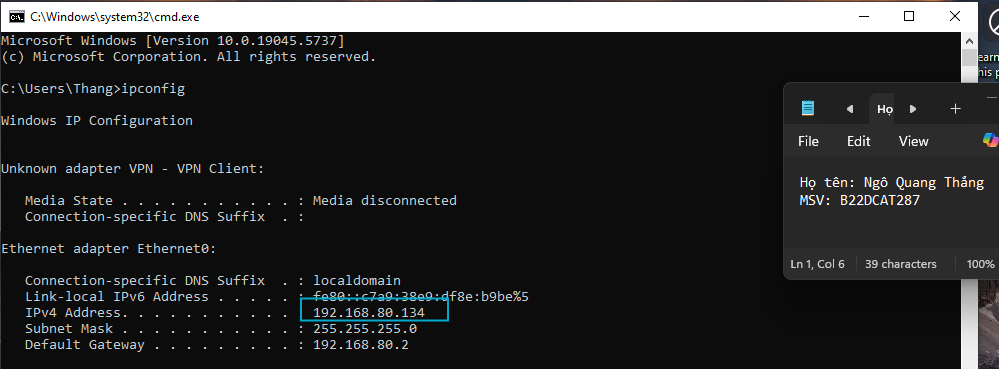 C:\Windows\system32\cmd.exe
Microsoft Windows [Version 10.0.19045.5737]
(c) Microsoft Corporation. All rights reserved.
C:\Users\Thang>ipconfig
Windows IP Configuration
Unknown adapter VPN - VPN Client:
Media State . . . . . . . . . . . : Media disconnected
Connection-specific DNS Suffix  . :
Ethernet adapter Ethernet0:
Connection-specific DNS Suffix  . : localdomain
Link-local IPv6 Address . . . . . : fe80::c7a9:38e9:df8e:b9be%5
IPv4 Address. . . . . . . . . . . : 192.168.80.134
Subnet Mask . . . . . . . . . . . : 255.255.255.0
Default Gateway . . . . . . . . . : 192.168.80.2
Họ
File Edit View
Họ tên: Ngô Quang Thắng
MSV: B22DCAT287
Ln 1, Col 6 39 characters 100%